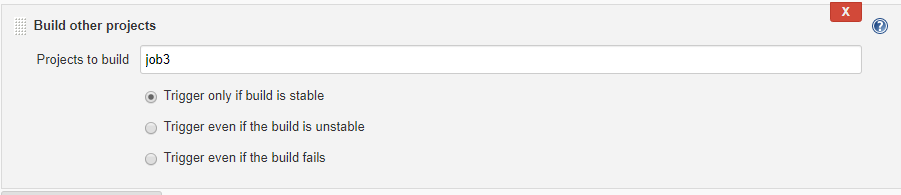 X
Build other projects
?
Projects to build job3
Trigger only if build is stable
Trigger even if the build is unstable
Trigger even if the build fails